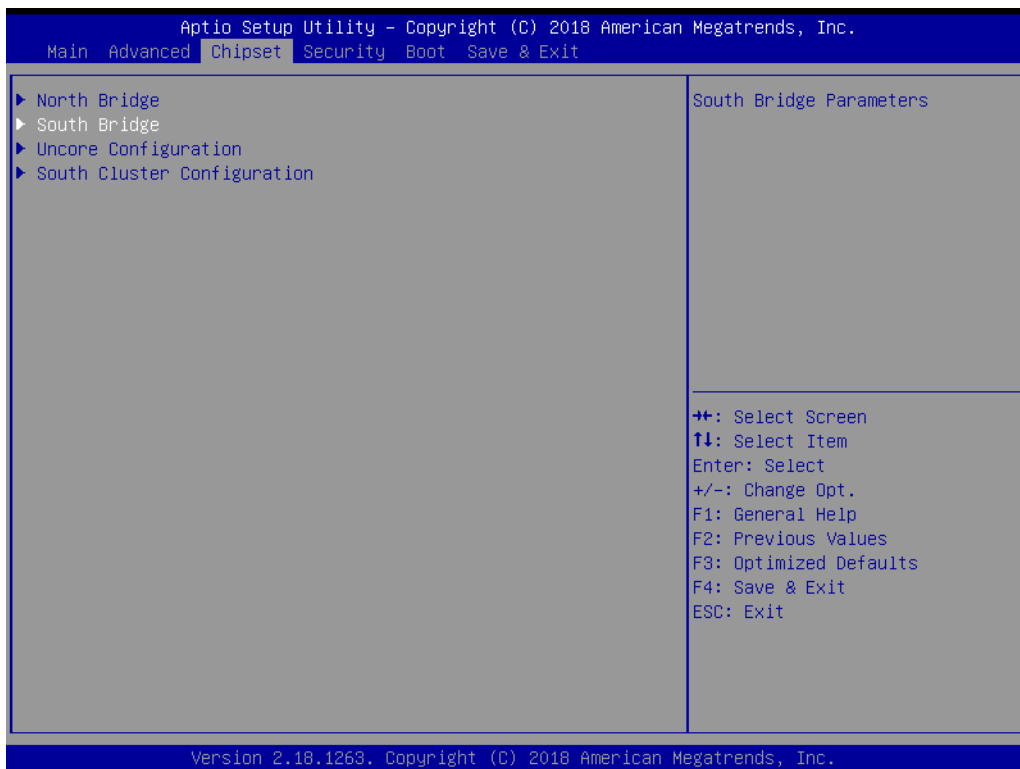 Aptio Setup Utility – Copyright (C) 2018 American Megatrends, Inc.
Main Advanced Chipset Security Boot Save & Exit
North Bridge
South Bridge
Uncore Configuration
South Cluster Configuration
South Bridge Parameters
→←: Select Screen
↑↓: Select Item
Enter: Select
+/-: Change Opt.
F1: General Help
F2: Previous Values
F3: Optimized Defaults
F4: Save & Exit
ESC: Exit
Version 2.18.1263. Copyright (C) 2018 American Megatrends, Inc.